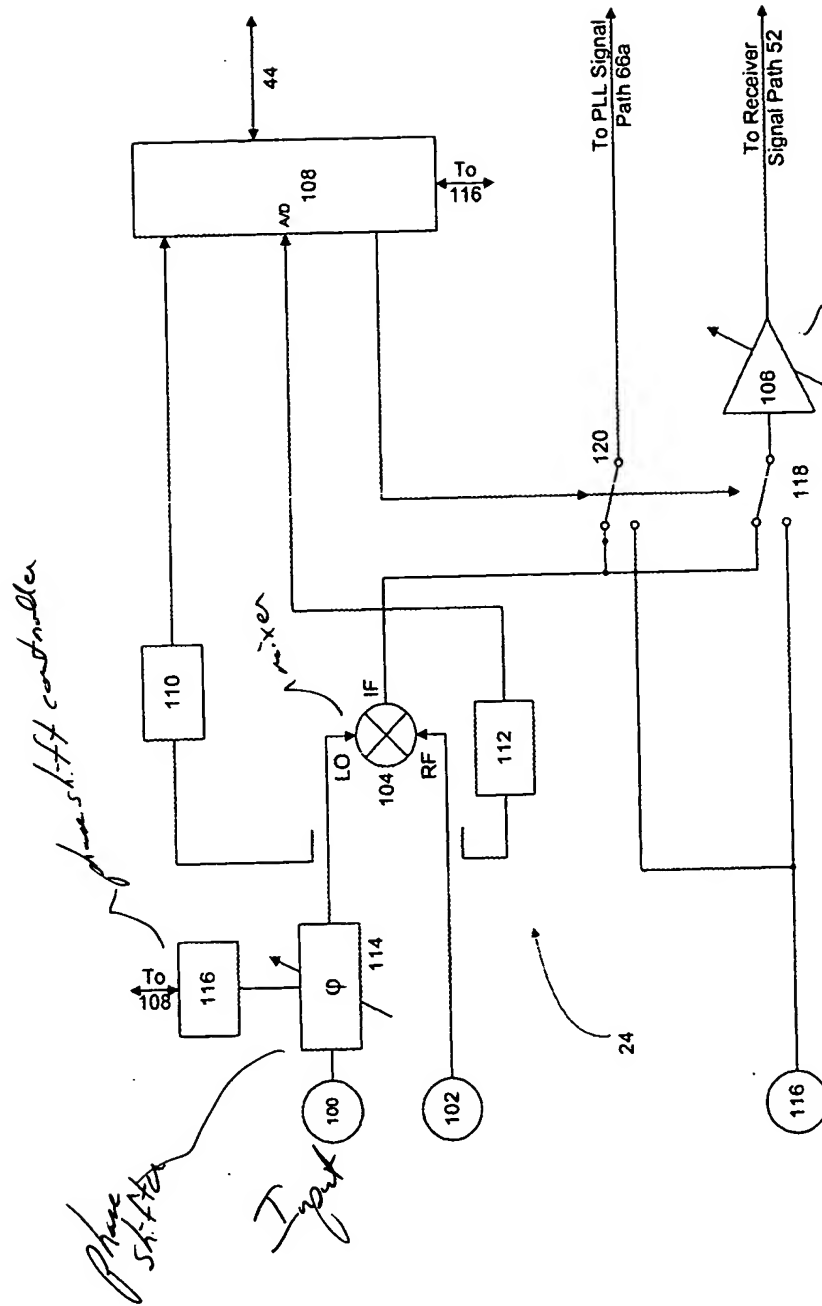 44
108
A/D
To
116
To PLL Signal
Path 66a
To Receiver
Signal Path 52
120
106
118
phase shift controller
110
mixer
LO
IF
104
RF
112
To
108
116
φ
114
24
phase
shifter
100
Input
102
116